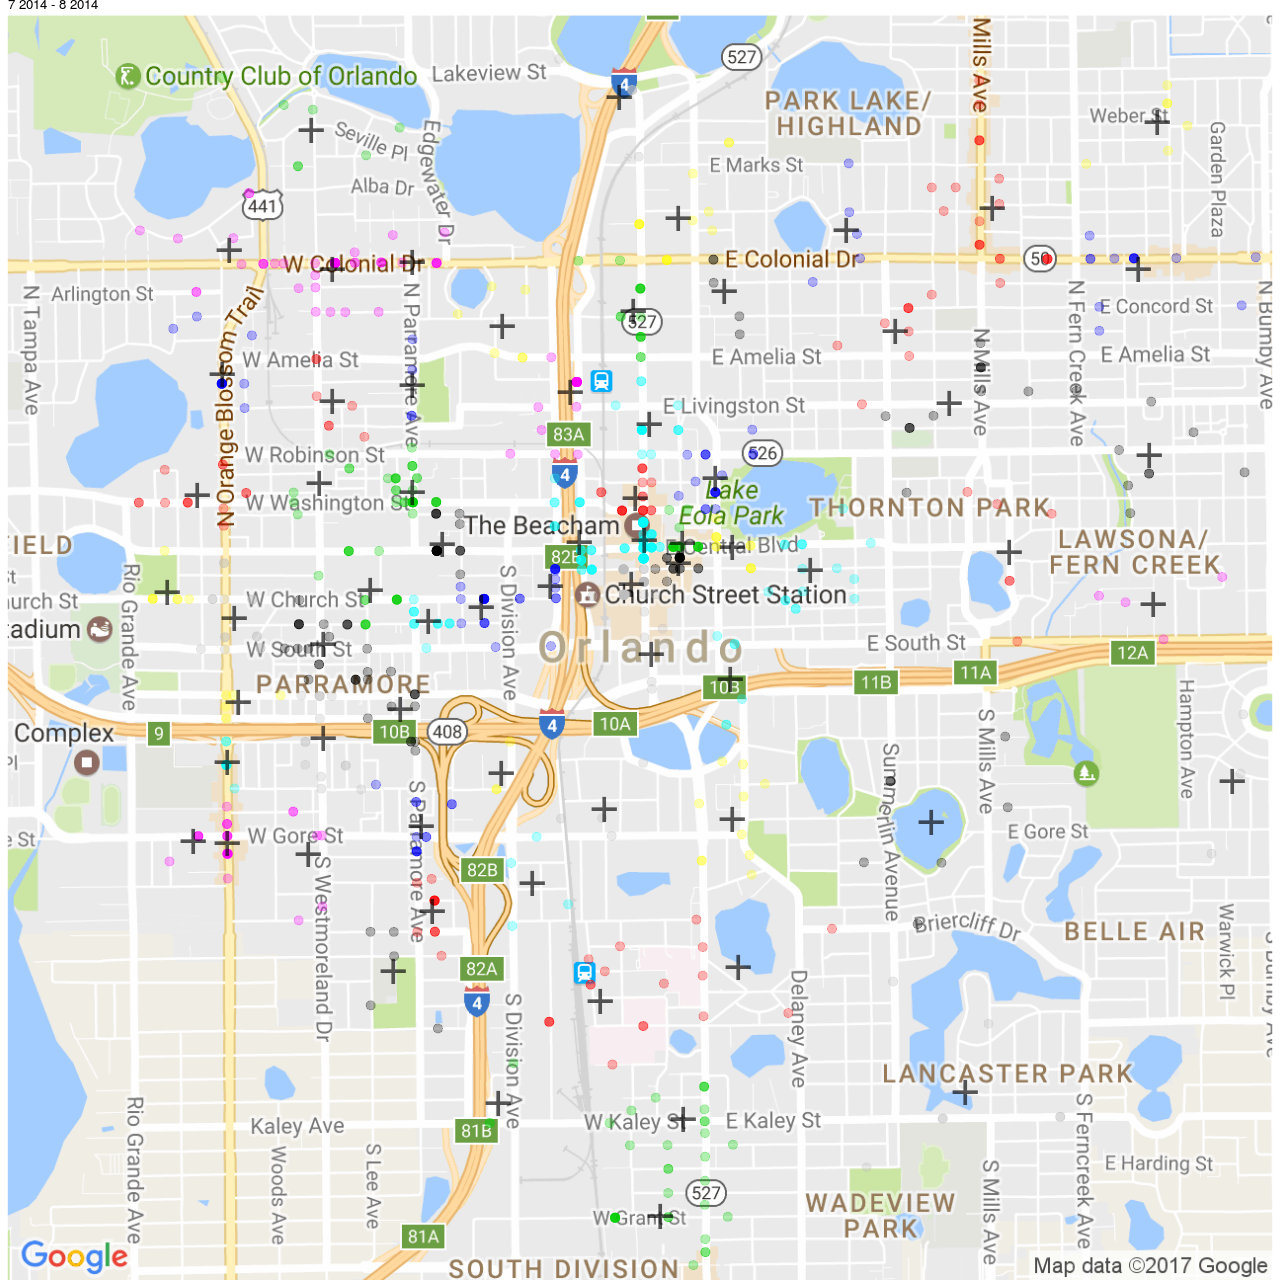 7 2014 - 8 2014
527
Country Club of Orlando
Lakeview St
4
Mills Ave
PARK LAKE/
HIGHLAND
Weber St
Seville Pl
Edgewater Dr
Garden Plaza
E Marks St
Alba Dr
441
W Colonial Dr
E Colonial Dr
50
Arlington St
N Tampa Ave
N Orange Blossom Trail
N Parramore Ave
527
E Concord St
N Fern Creek Ave
N Bumby Ave
N Mills Ave
W Amelia St
E Amelia St
E Amelia St
E Livingston St
83A
W Robinson St
526
4
W Washington St
Lake
Eola Park
THORNTON PARK
The Beacham
FIELD
E Central Blvd
LAWSONA/
FERN CREEK
Rio Grande Ave
S Division Ave
W Church St
Church Street Station
Orlando
E South St
W South St
12A
11A
11B
10B
PARRAMORE
Complex
9
10B
408
4
10A
S Mills Ave
Hampton Ave
Summerlin Avenue
S Parramore Ave
W Gore St
E Gore St
S Westmoreland Dr
82B
Briercliff Dr
BELLE AIR
Warwick Pl
82A
4
S Division Ave
Delaney Ave
LANCASTER PARK
Kaley Ave
81B
W Kaley St
E Kaley St
Rio Grande Ave
Woods Ave
S Lee Ave
S Ferncreek Ave
E Harding St
S Mills Ave
527
W Grant St
WADEVIEW
PARK
81A
Google
SOUTH DIVISION
Map data ©2017 Google